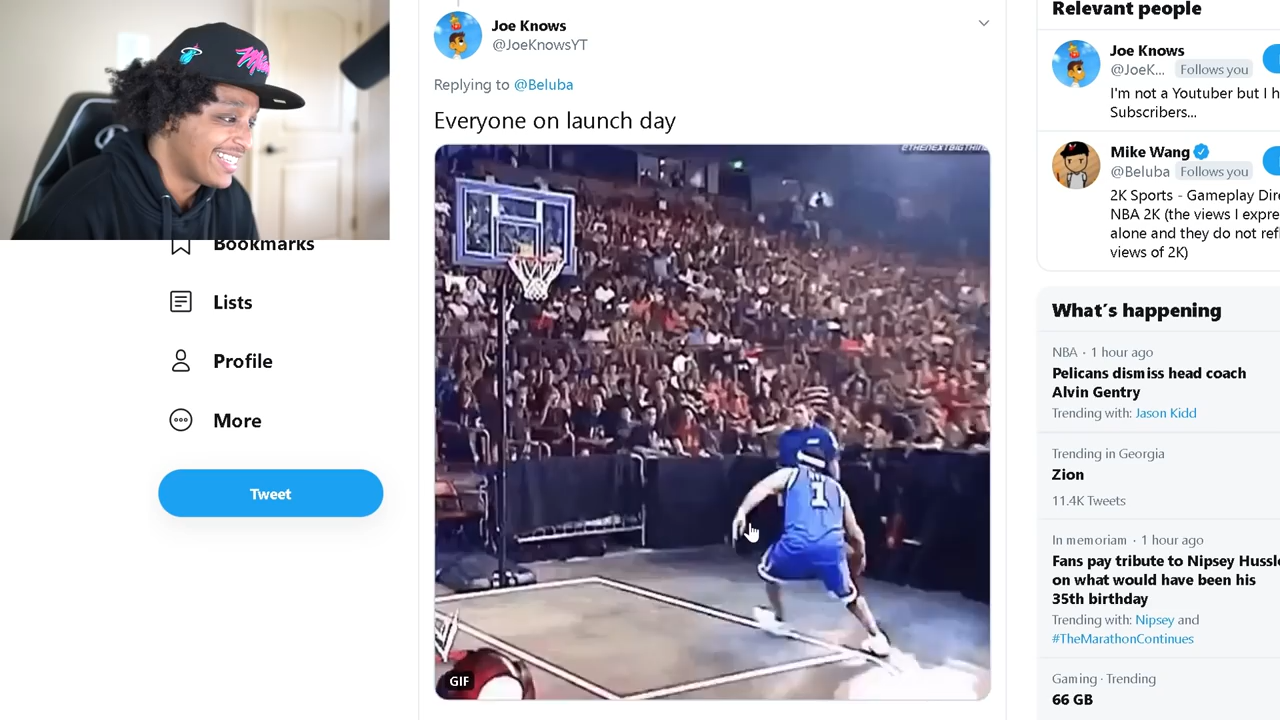 Joe Knows
@JoeKnowsYT
Replying to @Beluba
Everyone on launch day
1
GIF
Bookmarks
Lists
Profile
More
Tweet
Relevant people
Joe Knows
@JoeK... Follows you
I'm not a Youtuber but I h
Subscribers...
Mike Wang
@Beluba Follows you
2K Sports - Gameplay Dir
NBA 2K (the views I expre
alone and they do not refl
views of 2K)
What's happening
NBA · 1 hour ago
Pelicans dismiss head coach
Alvin Gentry
Trending with: Jason Kidd
Trending in Georgia
Zion
11.4K Tweets
In memoriam · 1 hour ago
Fans pay tribute to Nipsey Hussle
on what would have been his
35th birthday
Trending with: Nipsey and
#TheMarathonContinues
Gaming · Trending
66 GB